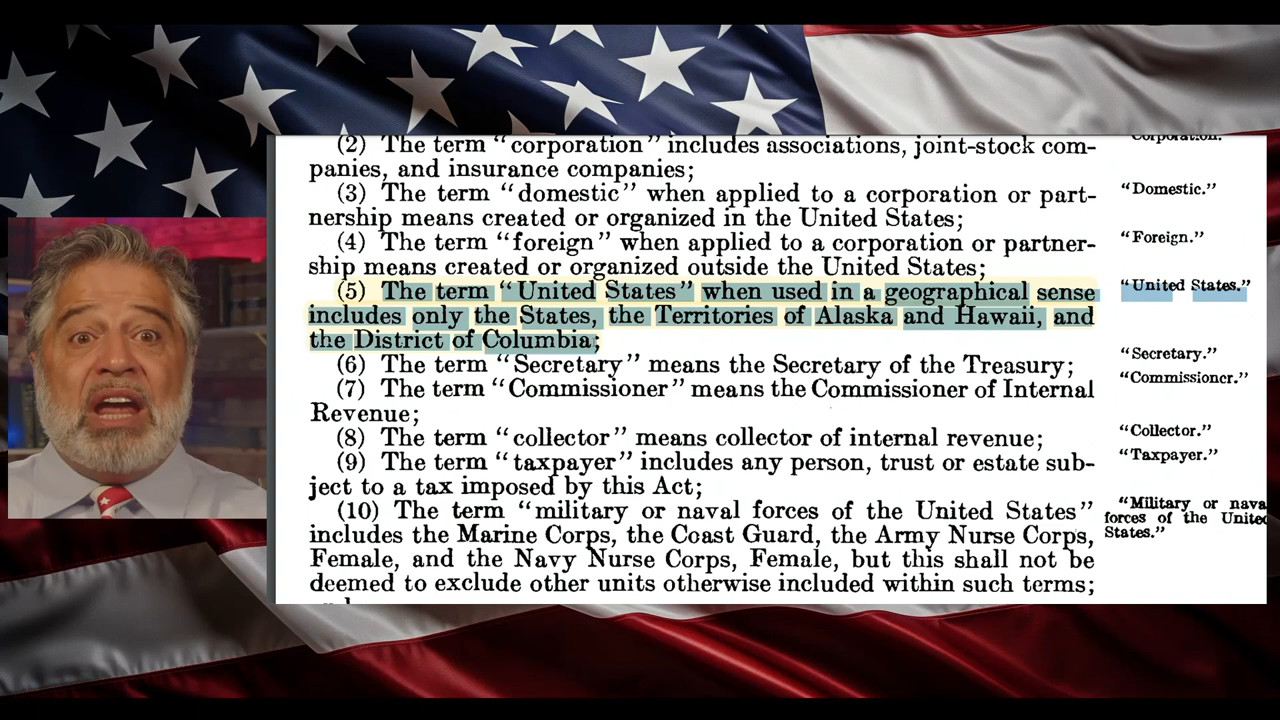 (2) The term "corporation" includes associations, joint-stock com-
Corporation.
panies, and insurance companies;
(3) The term "domestic" when applied to a corporation or part-
"Domestic."
nership means created or organized in the United States;
(4) The term "foreign" when applied to a corporation or partner-
"Foreign."
ship means created or organized outside the United States;
(5) The term "United States" when used in a geographical sense
"United States."
includes only the States, the Territories of Alaska and Hawaii, and
the District of Columbia;
(6) The term "Secretary" means the Secretary of the Treasury;
"Secretary."
(7) The term "Commissioner" means the Commissioner of Internal
"Commissioner."
Revenue;
(8) The term "collector" means collector of internal revenue;
"Collector."
(9) The term "taxpayer" includes any person, trust or estate sub-
"Taxpayer."
ject to a tax imposed by this Act;
(10) The term "military or naval forces of the United States"
"Military or nava
forces of the United
States."
includes the Marine Corps, the Coast Guard, the Army Nurse Corps,
Female, and the Navy Nurse Corps, Female, but this shall not be
deemed to exclude other units otherwise included within such terms;